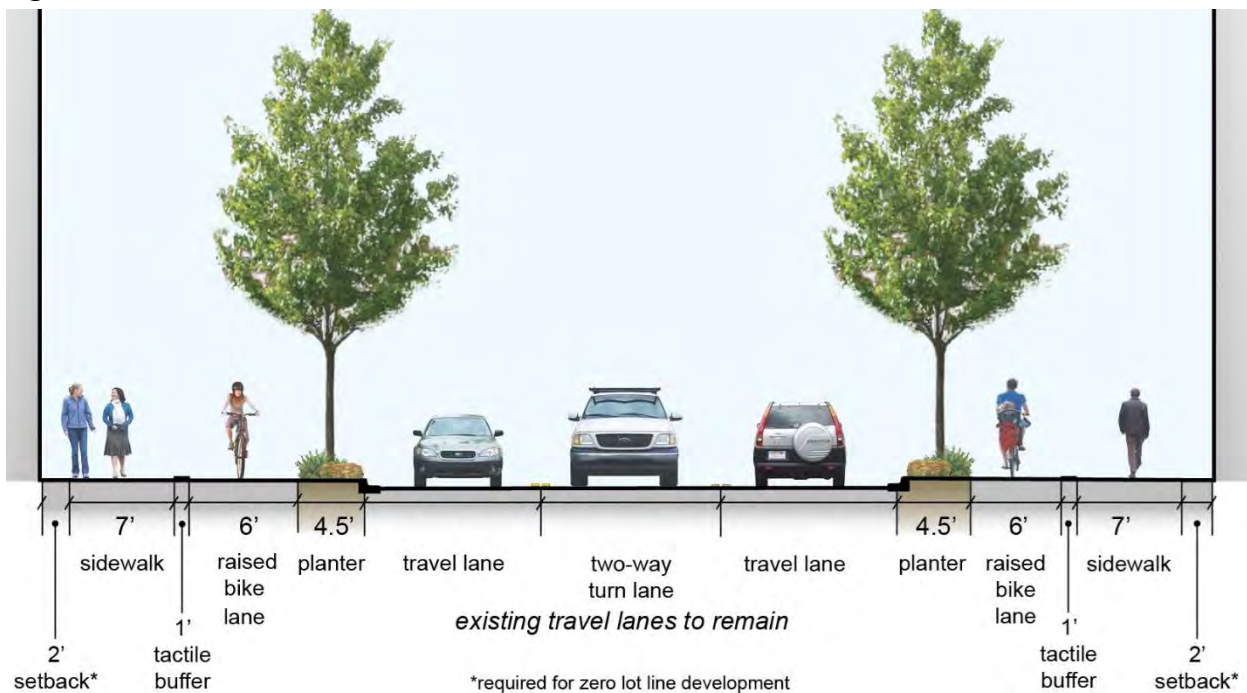 7’ 6’ 4.5’ 4.5’ 6’ 7’
sidewalk raised bike lane planter travel lane two-way turn lane travel lane planter raised bike lane sidewalk
existing travel lanes to remain
2’ setback*
1’ tactile buffer
1’ tactile buffer
2’ setback*
*required for zero lot line development